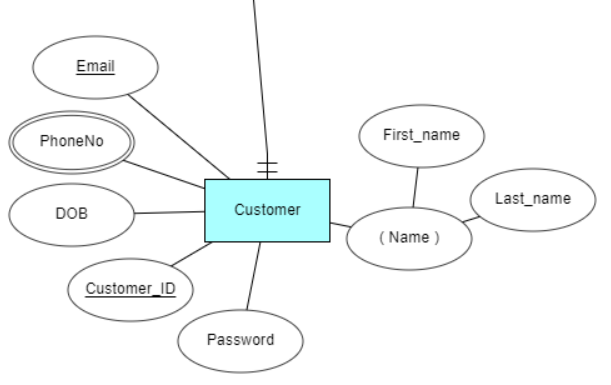 Email
PhoneNo
First_name
DOB
Customer
Last_name
( Name )
Customer_ID
Password